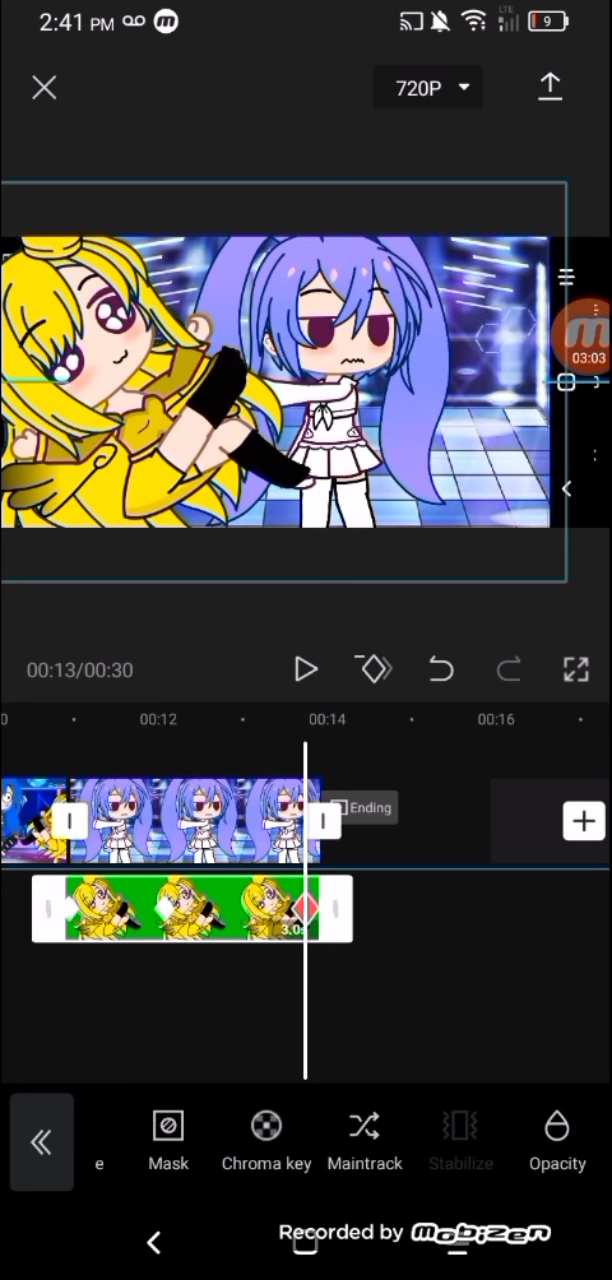 2:41 PM
LTE
9
720P
03:03
00:13/00:30
00:12
00:14
00:16
Ending
3.0s
e
Mask
Chroma key
Maintrack
Stabilize
Opacity
Recorded by mobizen